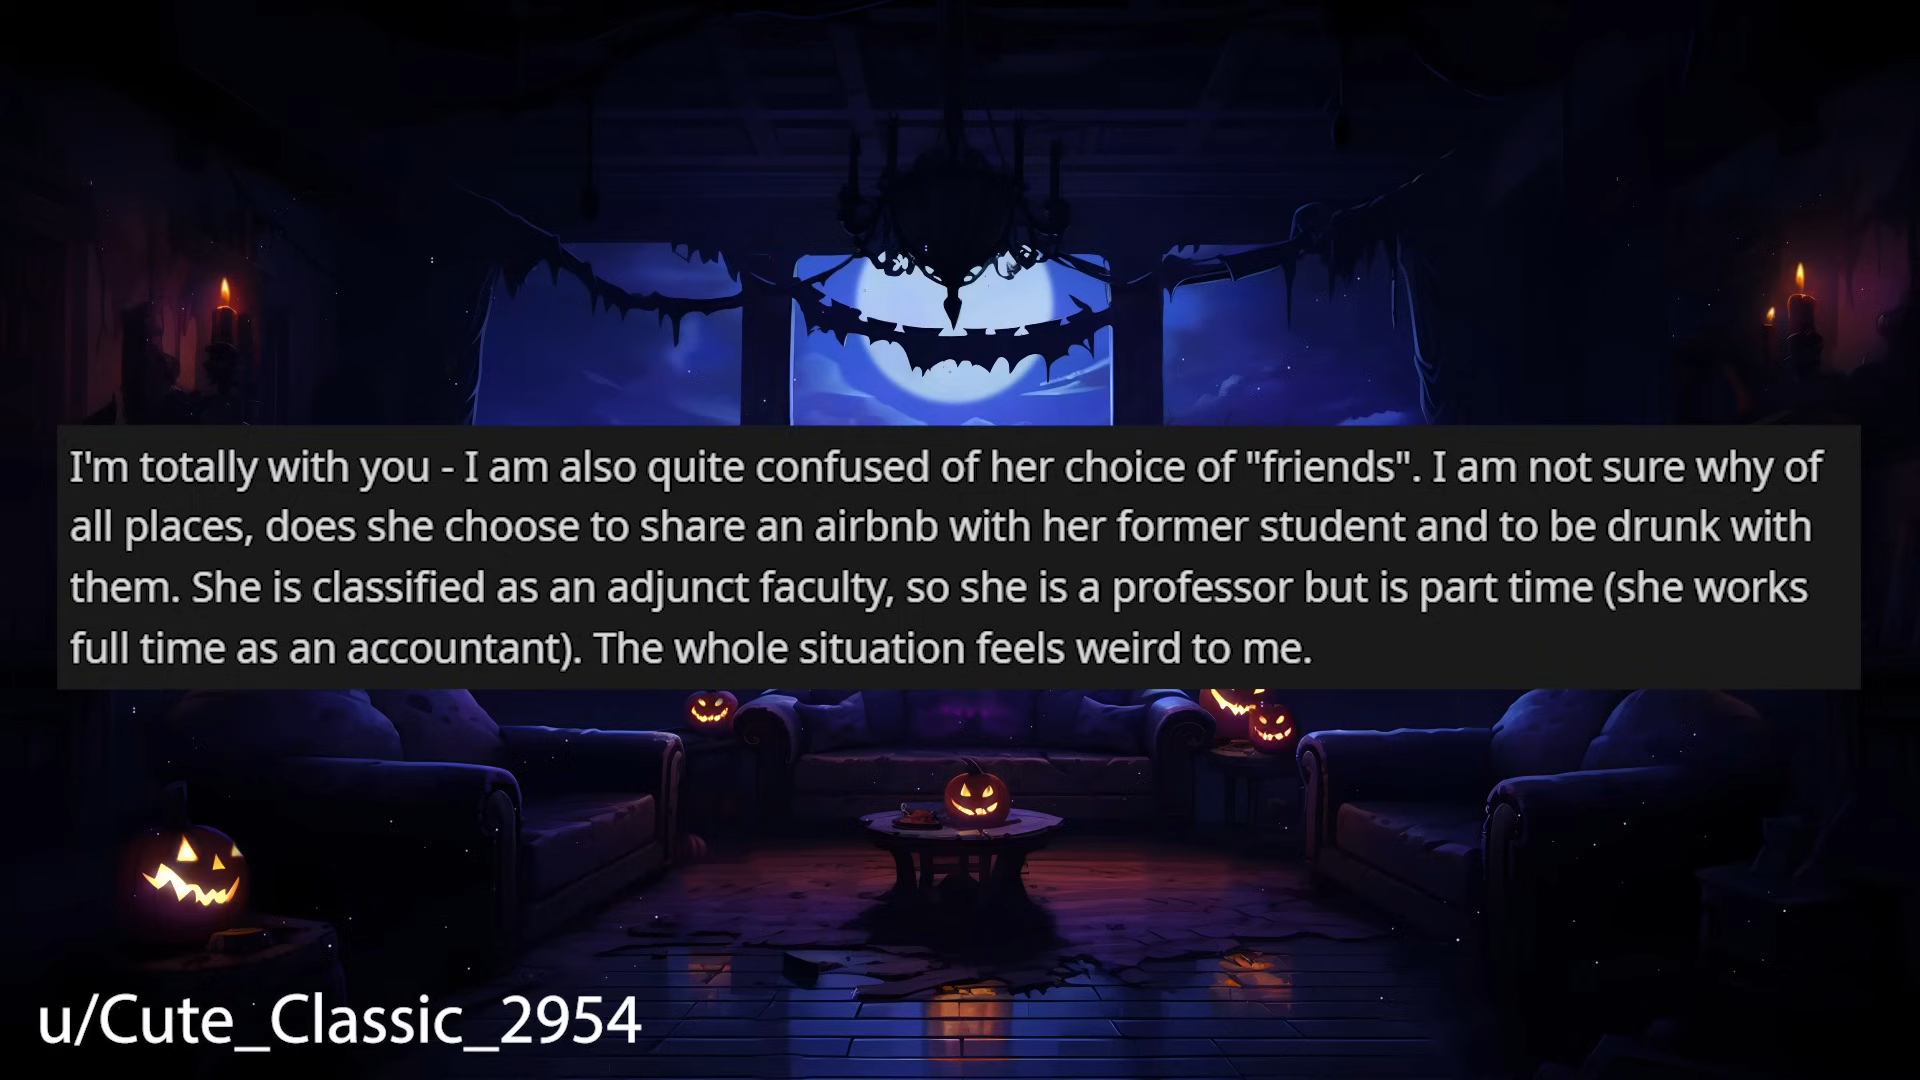 I'm totally with you - I am also quite confused of her choice of "friends". I am not sure why of
all places, does she choose to share an airbnb with her former student and to be drunk with
them. She is classified as an adjunct faculty, so she is a professor but is part time (she works
full time as an accountant). The whole situation feels weird to me.
u/Cute_Classic_2954